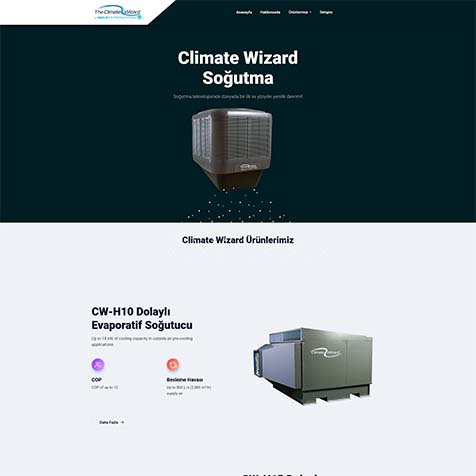 The Climate Wizard
Anasayfa Hakkımızda Ürünlerimiz İletişim
Climate Wizard
Soğutma
Soğutma teknolojisinde dünyada bir ilk ve yüzyılın yenilik devrimi!
Climate Wizard Ürünlerimiz
CW-H10 Dolaylı
Evaporatif Soğutucu
Up to 18 kW of cooling capacity in outside air pre-cooling
applications
COP
COP of up to 12
Besleme Havası
Up to 800 L/s (2,880 m³/h)
supply air
Daha Fazla →
Climate Wizard